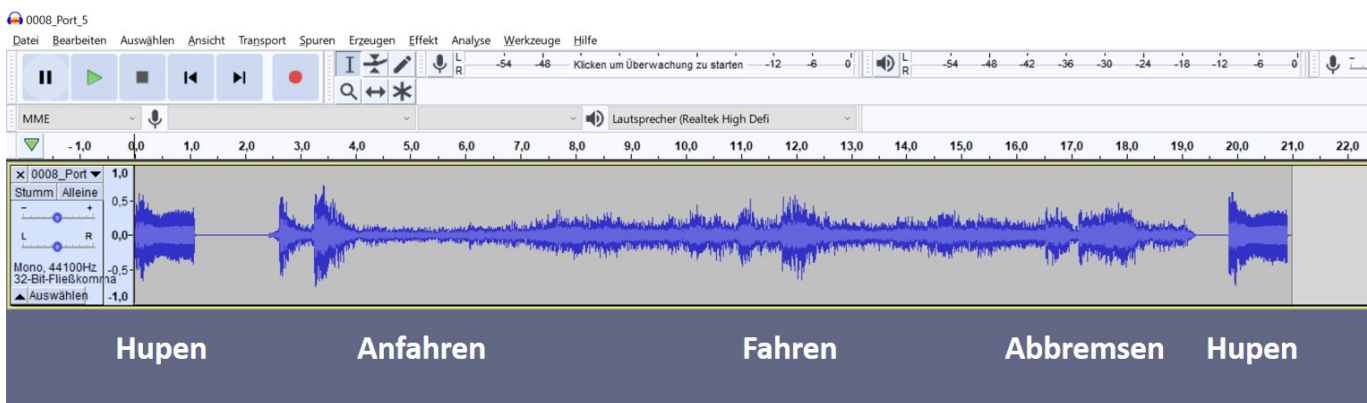 0008_Port_5
Datei Bearbeiten Auswählen Ansicht Transport Spuren Erzeugen Effekt Analyse Werkzeuge Hilfe
L R -54 -48 Klicken um Überwachung zu starten -12 -6 0 L R -54 -48 -42 -36 -30 -24 -18 -12 -6 0
MME Lautsprecher (Realtek High Defi
- 1,0 0,0 1,0 2,0 3,0 4,0 5,0 6,0 7,0 8,0 9,0 10,0 11,0 12,0 13,0 14,0 15,0 16,0 17,0 18,0 19,0 20,0 21,0 22,0
× 0008_Port 1,0
Stumm Alleine
0,5-
- +
L R 0,0-
Mono, 44100Hz
-0,5-
32-Bit-Fließkomma
Auswählen -1,0
Hupen Anfahren Fahren Abbremsen Hupen